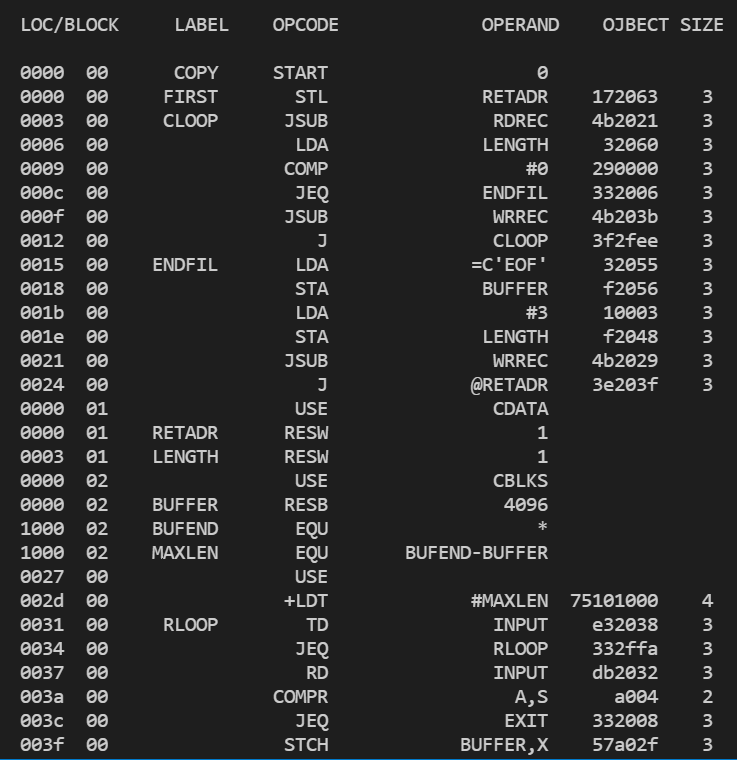 LOC/BLOCK LABEL OPCODE OPERAND OJBECT SIZE
0000 00 COPY START 0
0000 00 FIRST STL RETADR 172063 3
0003 00 CLOOP JSUB RDREC 4b2021 3
0006 00 LDA LENGTH 32060 3
0009 00 COMP #0 290000 3
000c 00 JEQ ENDFIL 332006 3
000f 00 JSUB WRREC 4b203b 3
0012 00 J CLOOP 3f2fee 3
0015 00 ENDFIL LDA =C'EOF' 32055 3
0018 00 STA BUFFER f2056 3
001b 00 LDA #3 10003 3
001e 00 STA LENGTH f2048 3
0021 00 JSUB WRREC 4b2029 3
0024 00 J @RETADR 3e203f 3
0000 01 USE CDATA
0000 01 RETADR RESW 1
0003 01 LENGTH RESW 1
0000 02 USE CBLKS
0000 02 BUFFER RESB 4096
1000 02 BUFEND EQU *
1000 02 MAXLEN EQU BUFEND-BUFFER
0027 00 USE
002d 00 +LDT #MAXLEN 75101000 4
0031 00 RLOOP TD INPUT e32038 3
0034 00 JEQ RLOOP 332ffa 3
0037 00 RD INPUT db2032 3
003a 00 COMPR A,S a004 2
003c 00 JEQ EXIT 332008 3
003f 00 STCH BUFFER,X 57a02f 3